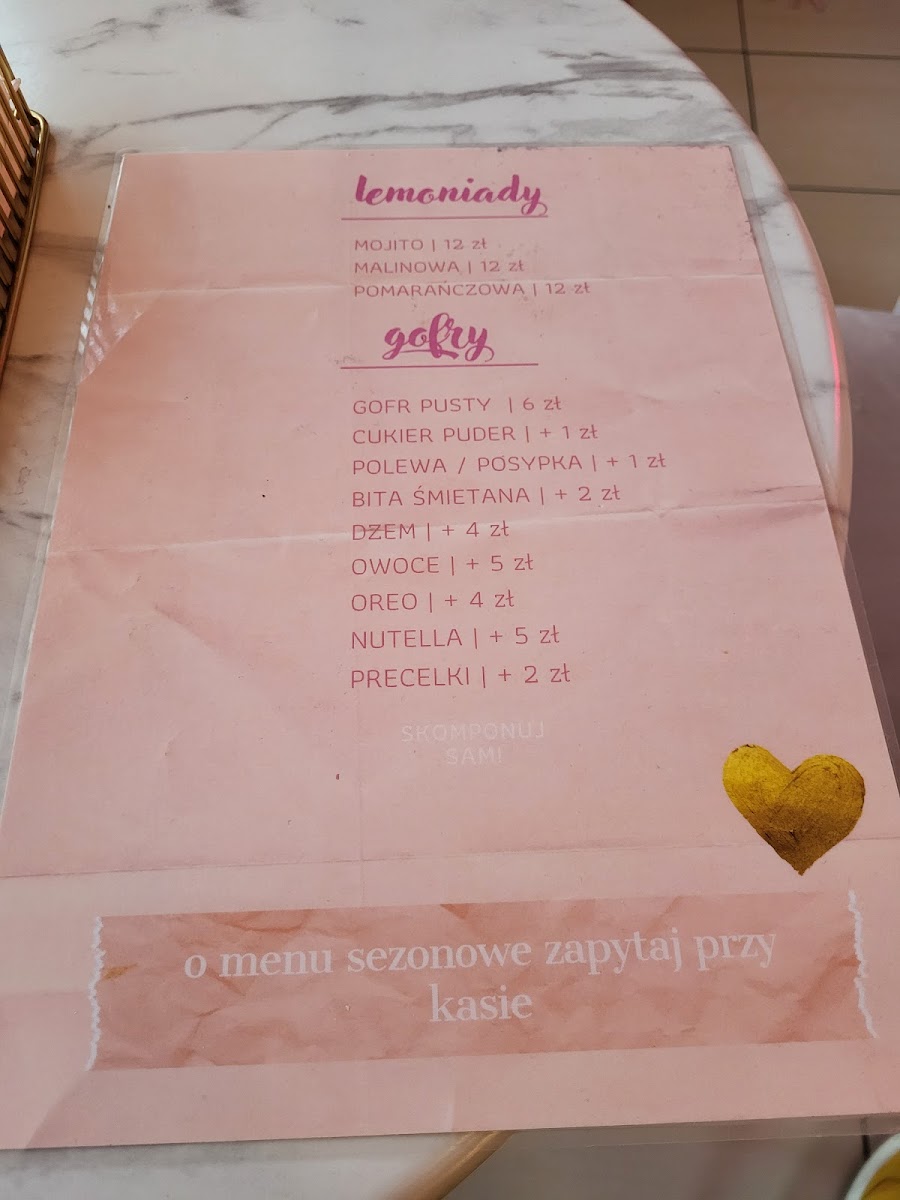 lemoniady
MOJITO | 12 zł
MALINOWA | 12 zł
POMARAŃCZOWA | 12 zł
gofry
GOFR PUSTY | 6 zł
CUKIER PUDER | + 1 zł
POLEWA / POSYPKA | + 1 zł
BITA ŚMIETANA | + 2 zł
DŻEM | + 4 zł
OWOCE | + 5 zł
OREO | + 4 zł
NUTELLA | + 5 zł
PRECELKI | + 2 zł
SKOMPONUJ
SAM!
o menu sezonowe zapytaj przy
kasie